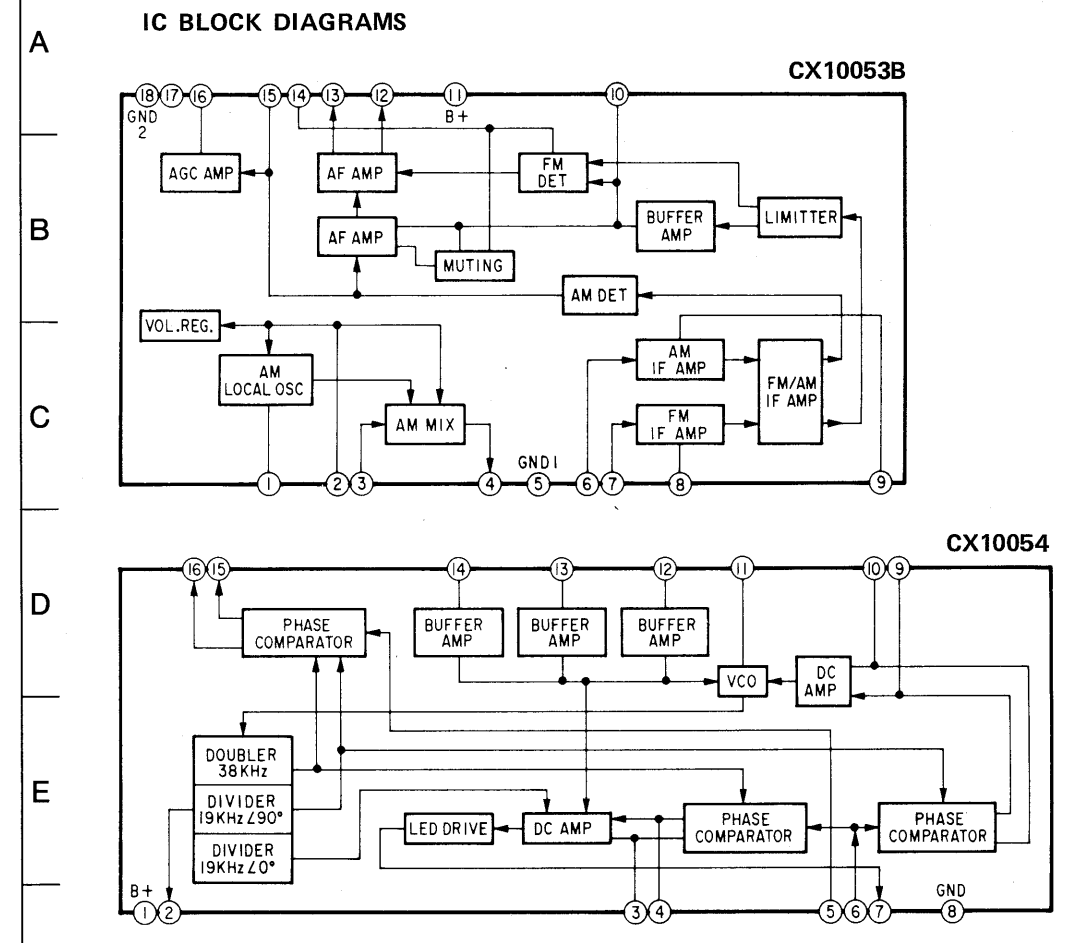 IC BLOCK DIAGRAMS
A
CX10053B
18 17 16 15 14 13 12 11 10
GND
2
B+
AGC AMP
AF AMP
FM
DET
B
AF AMP
MUTING
BUFFER
AMP
LIMITTER
AM DET
VOL.REG.
AM
LOCAL OSC
AM
IF AMP
FM/AM
IF AMP
C
AM MIX
FM
IF AMP
GND1
1 2 3 4 5 6 7 8 9
CX10054
16 15 14 13 12 11 10 9
D
PHASE
COMPARATOR
BUFFER
AMP
BUFFER
AMP
BUFFER
AMP
VCO
DC
AMP
E
DOUBLER
38KHz
DIVIDER
19KHz∠90°
DIVIDER
19KHz∠0°
LED DRIVE
DC AMP
PHASE
COMPARATOR
PHASE
COMPARATOR
B+
GND
1 2 3 4 5 6 7 8